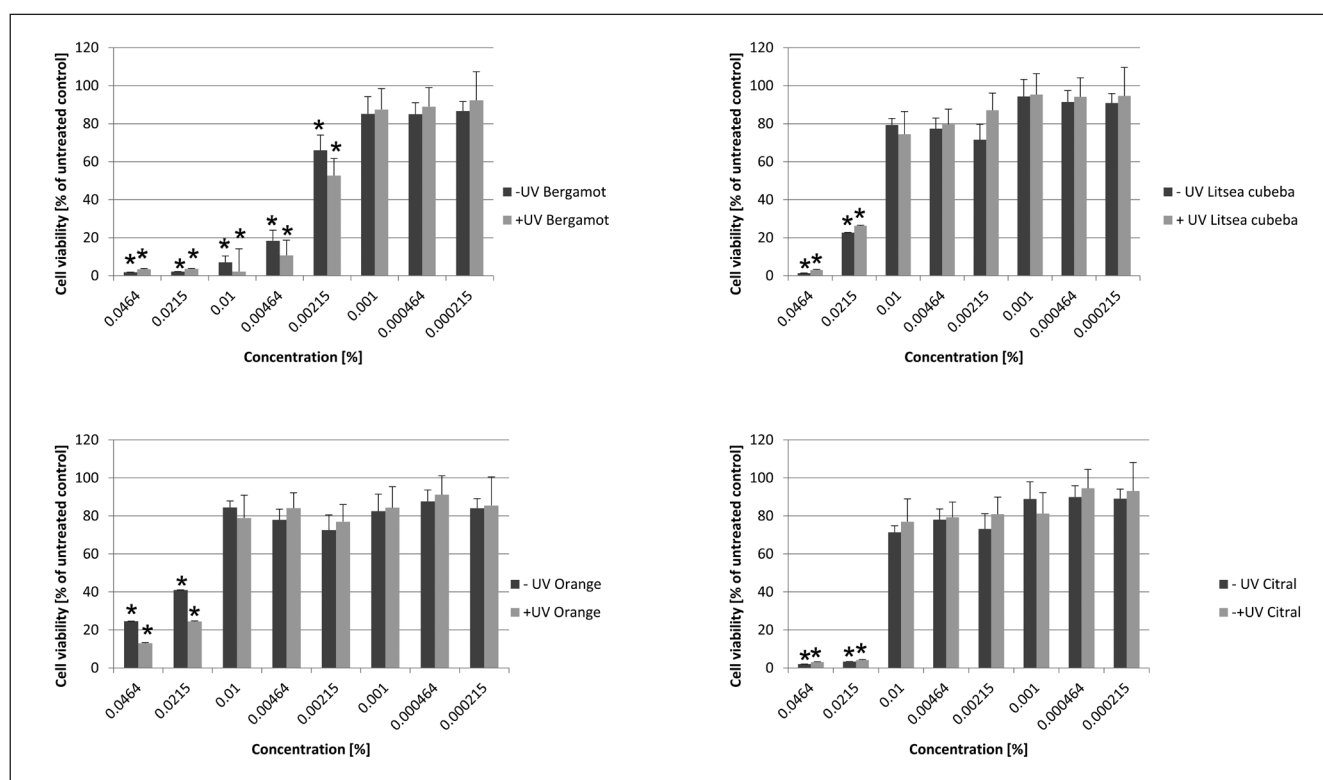 120
100
80
60
40
20
0
Cell viability [% of untreated control]
* * * * * * * * * *
0.0464 0.0215 0.01 0.00464 0.00215 0.001 0.000464 0.000215
Concentration [%]
-UV Bergamot
+UV Bergamot
120
100
80
60
40
20
0
Cell viability [% of untreated control]
* * * *
0.0464 0.0215 0.01 0.00464 0.00215 0.001 0.000464 0.000215
Concentration [%]
- UV Litsea cubeba
+ UV Litsea cubeba
120
100
80
60
40
20
0
Cell viability [% of untreated control]
* * * *
0.0464 0.0215 0.01 0.00464 0.00215 0.001 0.000464 0.000215
Concentration [%]
- UV Orange
+UV Orange
120
100
80
60
40
20
0
Cell viability [% of untreated control]
* * * *
0.0464 0.0215 0.01 0.00464 0.00215 0.001 0.000464 0.000215
Concentration [%]
- UV Citral
-+UV Citral